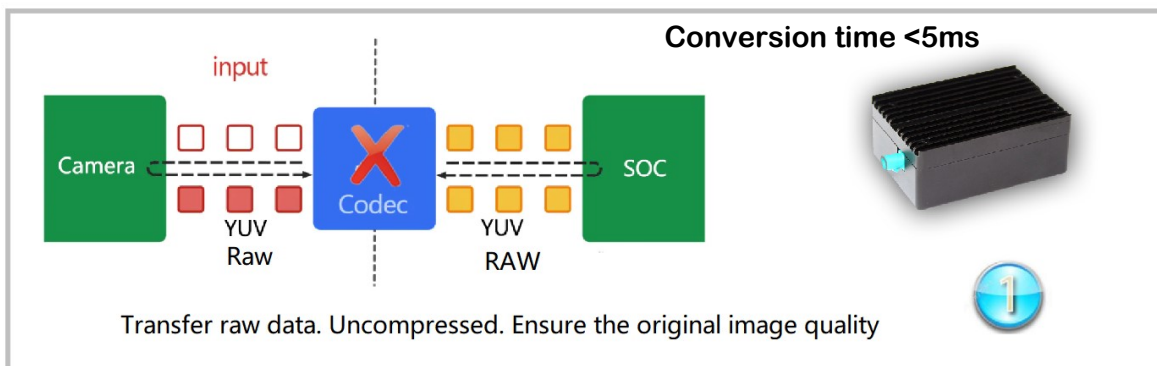 Conversion time <5ms
input
Camera
Codec
SOC
YUV
Raw
YUV
RAW
1
Transfer raw data. Uncompressed. Ensure the original image quality